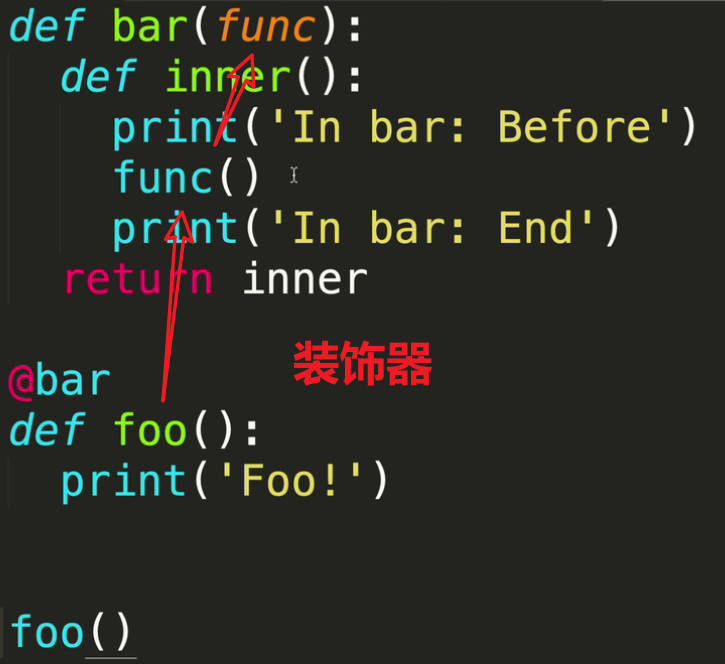 def bar(func):
  def inner():
    print('In bar: Before')
    func()
    print('In bar: End')
  return inner
装饰器
@bar
def foo():
  print('Foo!')
foo()